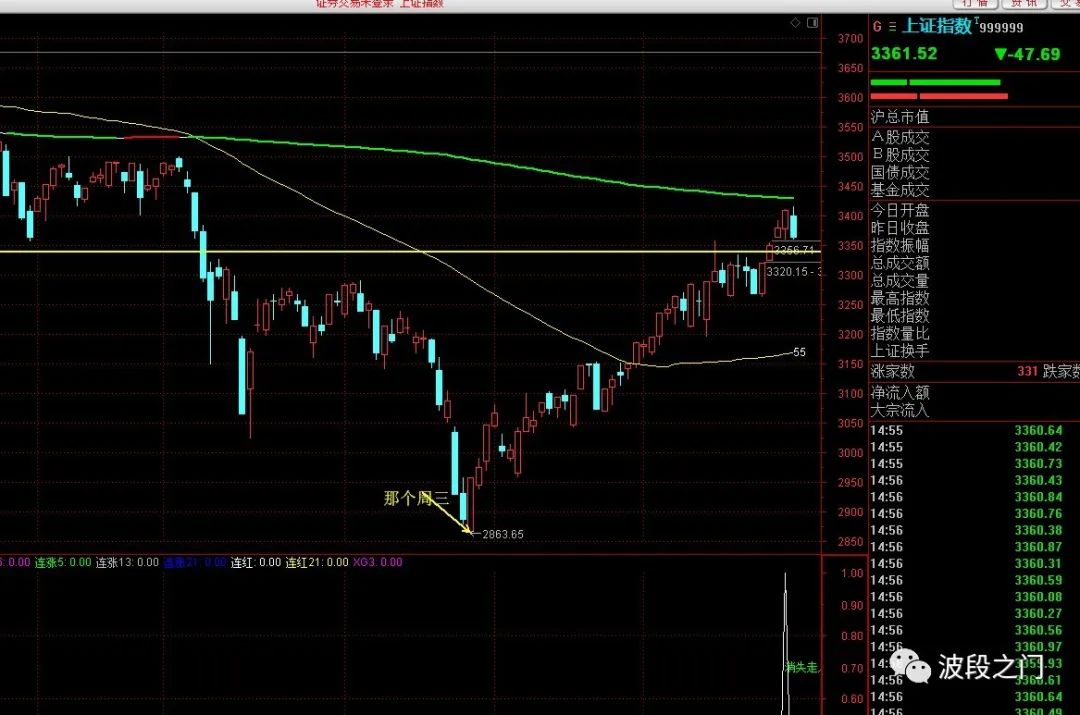 证券交易未登录 上证指数
行情 资讯
G 三 上证指数 T 999999
3361.52 ▼-47.69
沪总市值
A股成交
B股成交
国债成交
基金成交
今日开盘
昨日收盘
指数振幅
总成交额
总成交量
最高指数
最低指数
指数量比
上证换手
涨家数 331 跌家数
净流入额
大宗流入
14:55 3360.64
14:55 3360.42
14:55 3360.73
14:56 3360.43
14:56 3360.84
14:56 3360.76
14:56 3360.38
14:56 3360.87
14:56 3360.31
14:56 3360.59
14:56 3360.08
14:56 3360.27
14:56 3360.56
14:56 3360.97
14:56 3359.93
14:56 3360.61
14:56 3360.64
14:56 3360.49
波段之门
3700
3650
3600
3550
3500
3450
3400
3350
3300
3250
3200
3150
3100
3050
3000
2950
2900
2850
3356.71
3320.15 - 3
55
那个周三
2863.65
0.00 连涨5: 0.00 连涨13: 0.00 连涨21: 0.00 连红: 0.00 连红21: 0.00 XG3: 0.00
1.00
0.90
0.80
0.70
0.60
消失走